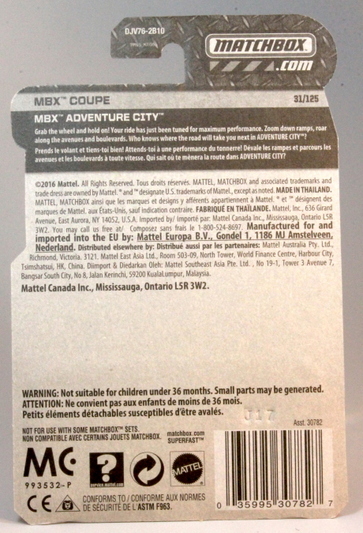 DJV76-2B10
MATCHBOX
.com
MBX™ COUPE 31/125
MBX™ ADVENTURE CITY™
Grab the wheel and hold on! Your ride has just been tuned for maximum performance. Zoom down ramps, roar
along the avenues and boulevards. Who knows where the road will take you next in ADVENTURE CITY™?
Prends le volant et tiens-toi bien! Attends-toi à une performance du tonnerre! Dévale les rampes et parcours les
avenues et les boulevards à toute vitesse. Qui sait où te mènera la route dans ADVENTURE CITY?
©2016 Mattel. All Rights Reserved. Tous droits réservés. MATCHBOX and associated trademarks and
trade dress are owned by Mattel. ® and ™ designate U.S. trademarks of Mattel, except as noted. MADE IN THAILAND.
MATCHBOX ainsi que les marques et designs y afférents appartiennent à Mattel. ® et ™ désignent des
marques de Mattel aux États-Unis, sauf indication contraire. FABRIQUÉ EN THAÏLANDE. Mattel, Inc., 636 Girard
Avenue, East Aurora, NY 14052, U.S.A. Imported by/ importé par: Mattel Canada Inc., Mississauga, Ontario L5R
3W2. You may call us free at/ Composez sans frais le 1-800-524-8697. Manufactured for and
imported into the EU by: Mattel Europa B.V., Gondel 1, 1186 MJ Amstelveen,
Nederland. Distributed elsewhere by: Distribué aussi par les partenaires: Mattel Australia Pty. Ltd.,
Richmond, Victoria. 3121. Mattel East Asia Ltd., Room 503-09, North Tower, World Finance Centre, Harbour City,
Tsimshatsui, HK, China. Diimport & Diedarkan Oleh: Mattel Southeast Asia Pte. Ltd., No 19-1, Tower 3 Avenue 7,
Bangsar South City, No 8, Jalan Kerinchi, 59200 Kuala Lumpur, Malaysia.
Mattel Canada Inc., Mississauga, Ontario L5R 3W2.
WARNING: Not suitable for children under 36 months. Small parts may be generated.
ATTENTION: Ne convient pas aux enfants de moins de 36 mois.
Petits éléments détachables susceptibles d'être avalés.
J17
NOT FOR USE WITH SOME MATCHBOX™ SETS.
NON COMPATIBLE AVEC CERTAINS JOUETS MATCHBOX.
matchbox.com
SUPERFAST™
Asst. 30782
MC
993532-P
?
MATTEL
CE CONFORMS TO / CONFORME AUX NORMES
DE SÉCURITÉ DE L'ASTM F963.
0 35995 30782 7